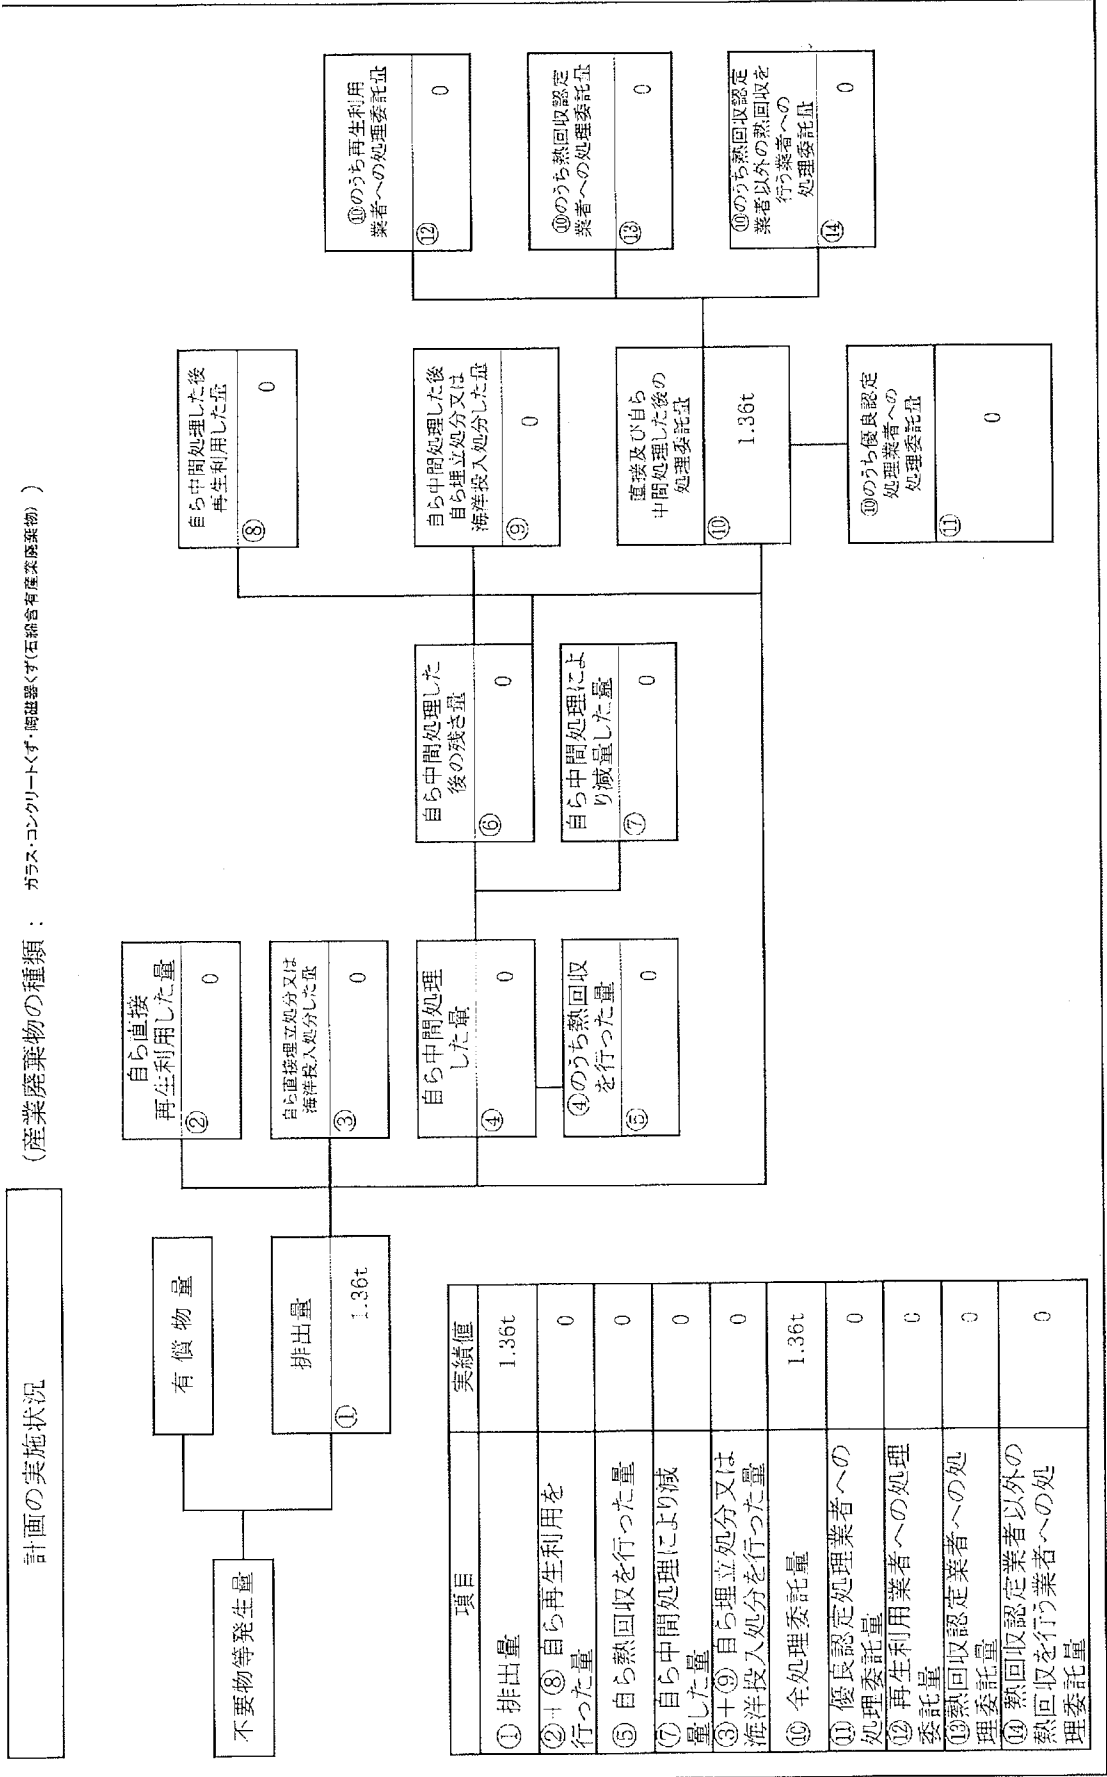 計画の実施状況
(産業廃棄物の種類： ガラス・コンクリートくず・陶磁器くず(石綿含有産業廃棄物) )
不要物等発生量
有償物量
排出量
① 1.36t
自ら直接
再生利用した量
② 0
自ら直接埋立処分又は
海洋投入処分した量
③ 0
自ら中間処理
した量
④ 0
④のうち熱回収
を行った量
⑤ 0
自ら中間処理した
後の残さ量
⑥ 0
自ら中間処理によ
り減量した量
⑦ 0
自ら中間処理した後
再生利用した量
⑧ 0
自ら中間処理した後
自ら埋立処分又は
海洋投入処分した量
⑨ 0
直接及び自ら
中間処理した後の
処理委託量
⑩ 1.36t
⑩のうち優良認定
処理業者への
処理委託量
⑪ 0
⑩のうち再生利用
業者への処理委託量
⑫ 0
⑩のうち熱回収認定
業者への処理委託量
⑬ 0
⑩のうち熱回収認定
業者以外の熱回収を
行う業者への
処理委託量
⑭ 0
項目 実績値
① 排出量 1.36t
②＋⑧ 自ら再生利用を
行った量 0
⑤ 自ら熱回収を行った量 0
⑦ 自ら中間処理により減
量した量 0
③＋⑨ 自ら埋立処分又は
海洋投入処分を行った量 0
⑩ 全処理委託量 1.36t
⑪ 優良認定処理業者への
処理委託量 0
⑫ 再生利用業者への処理
委託量 0
⑬熱回収認定業者への処
理委託量 0
⑭ 熱回収認定業者以外の
熱回収を行う業者への処
理委託量 0